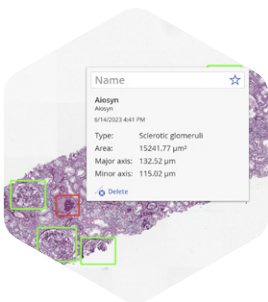 Name
Aiosyn
Aiosyn
6/14/2023 4:41 PM
Type: Sclerotic glomeruli
Area: 15241.77 µm²
Major axis: 132.52 µm
Minor axis: 115.02 µm
Delete